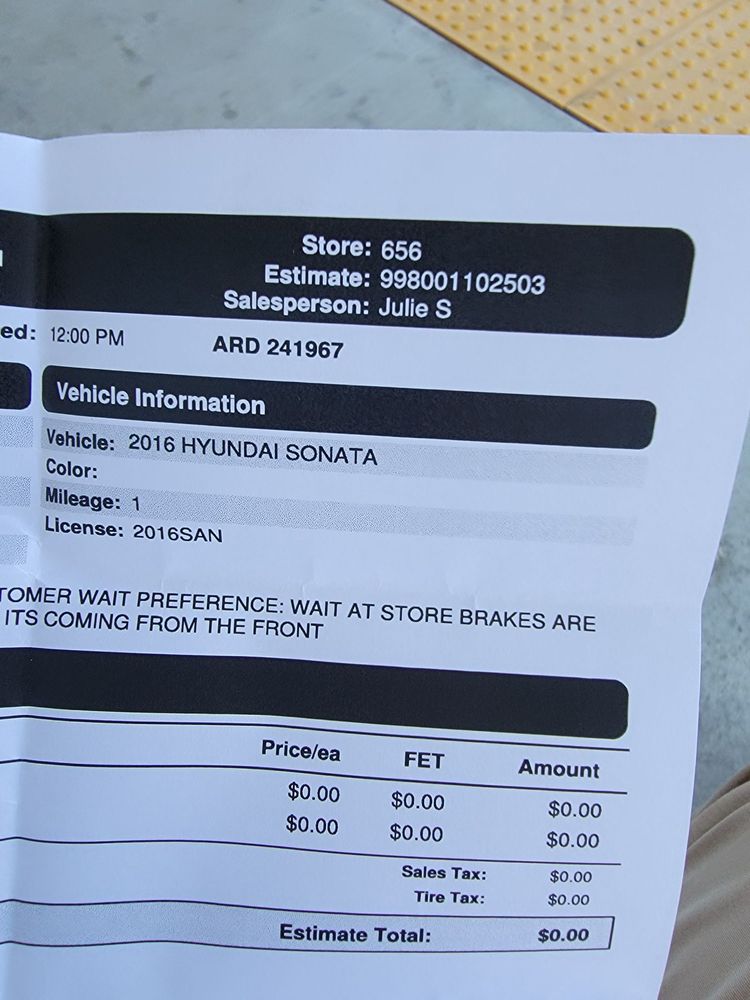 Store: 656
Estimate: 998001102503
Salesperson: Julie S
ed: 12:00 PM ARD 241967
Vehicle Information
Vehicle: 2016 HYUNDAI SONATA
Color:
Mileage: 1
License: 2016SAN
TOMER WAIT PREFERENCE: WAIT AT STORE BRAKES ARE
ITS COMING FROM THE FRONT
Price/ea FET Amount
$0.00 $0.00 $0.00
$0.00 $0.00 $0.00
Sales Tax: $0.00
Tire Tax: $0.00
Estimate Total: $0.00